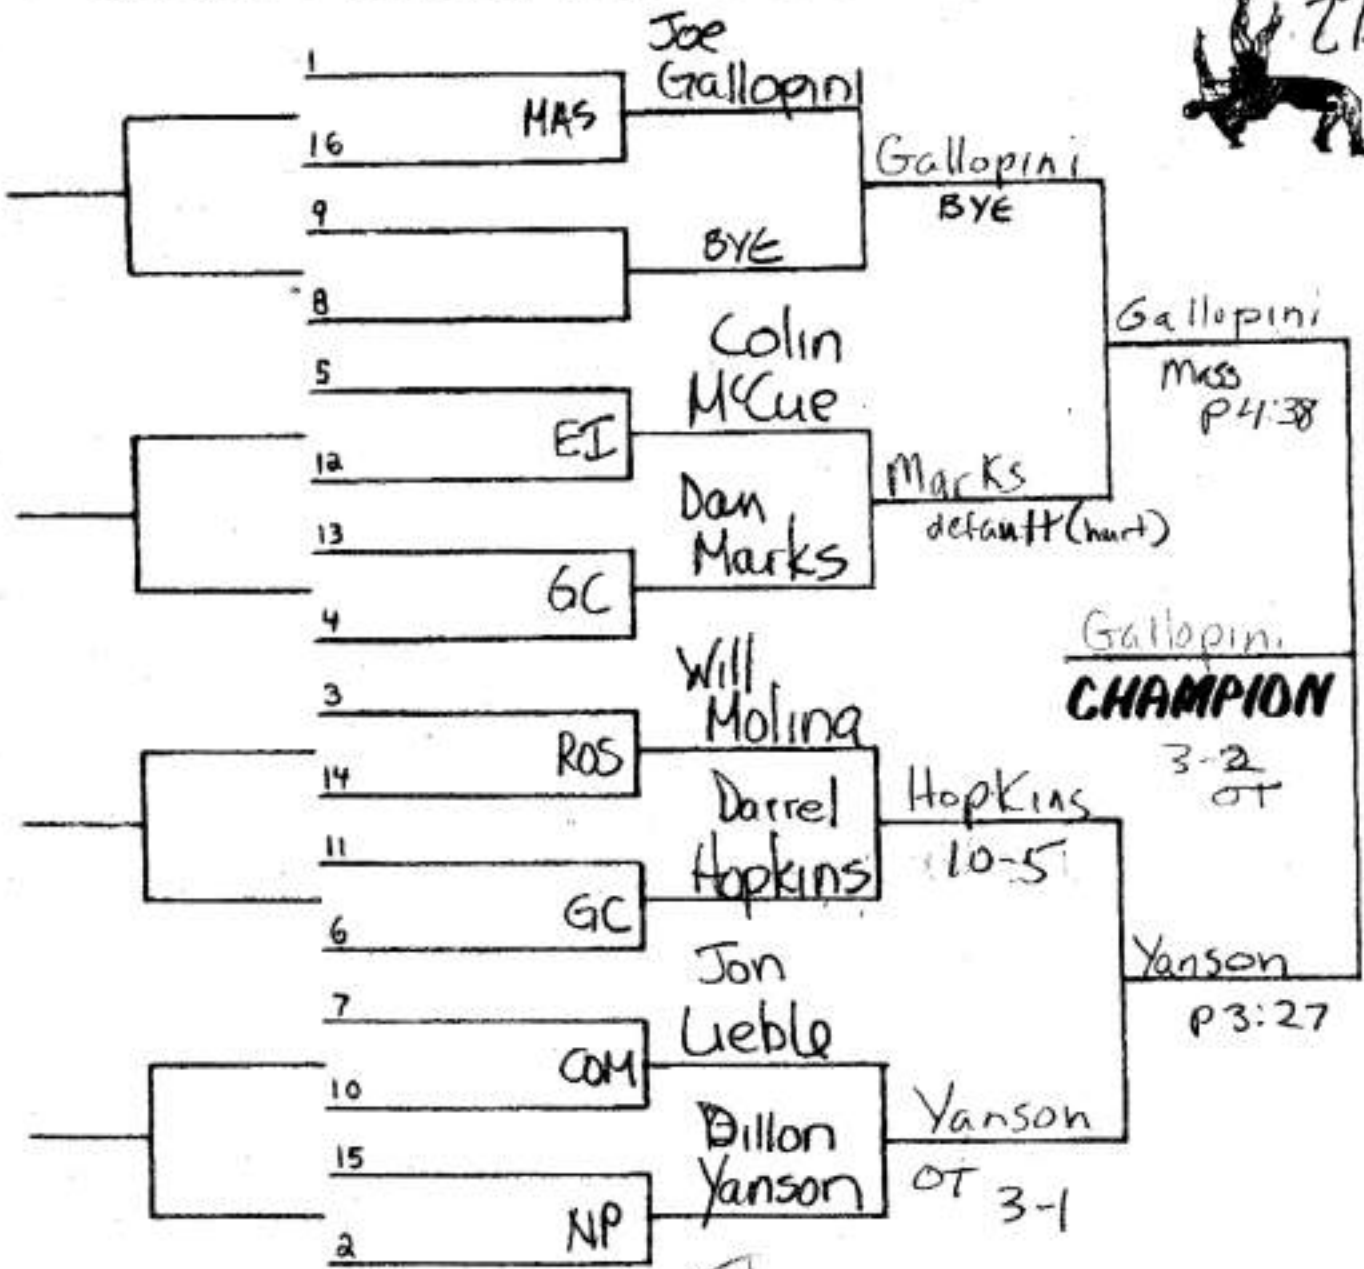 Joe
Gallopini
1
MAS
16
Gallopini
BYE
9
BYE
8
Colin
McCue
Gallopini
Mass
P 4:38
5
EI
12
Dan
Marks
Marks
default (hurt)
13
GC
4
Gallopini
CHAMPION
3-2
OT
Will
Molina
3
ROS
14
Darrel
Hopkins
Hopkins
10-5
11
GC
6
Jon
Lieble
Yanson
P 3:27
7
COM
10
Dillon
Yanson
Yanson
OT 3-1
15
NP
2